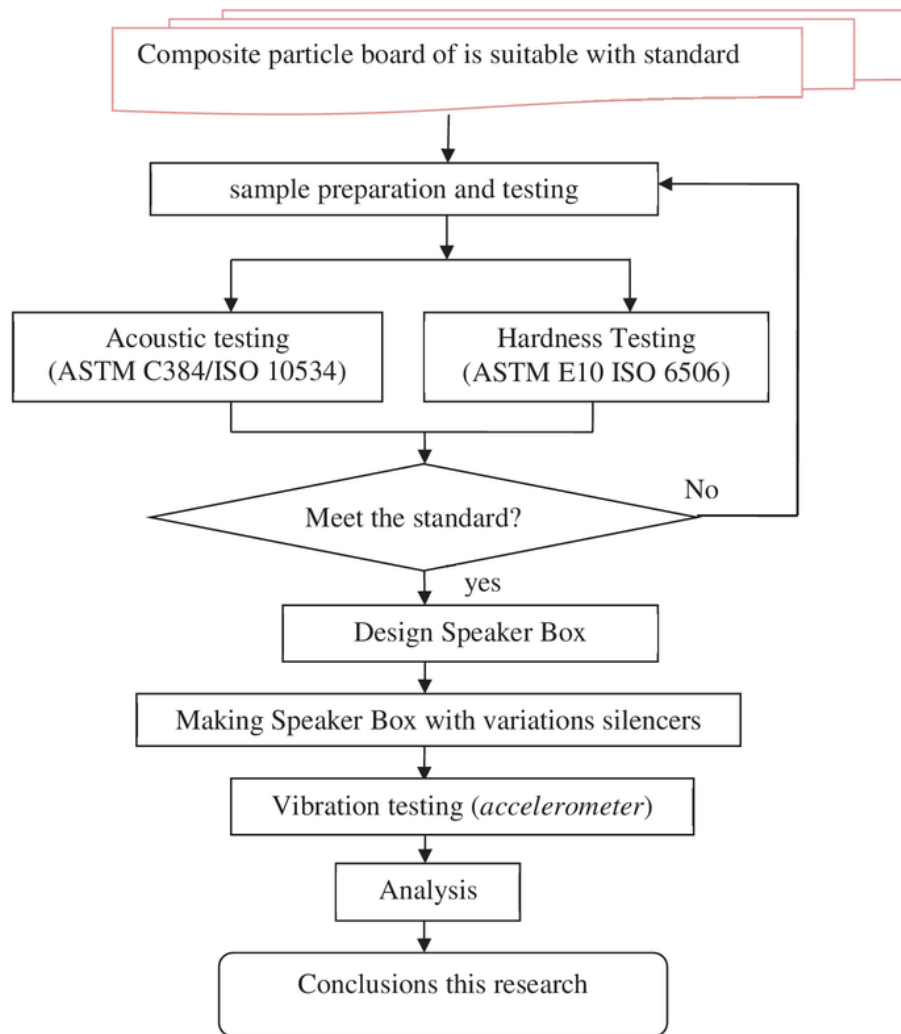 Composite particle board of is suitable with standard
sample preparation and testing
Acoustic testing
(ASTM C384/ISO 10534)
Hardness Testing
(ASTM E10 ISO 6506)
Meet the standard?
No
yes
Design Speaker Box
Making Speaker Box with variations silencers
Vibration testing (accelerometer)
Analysis
Conclusions this research